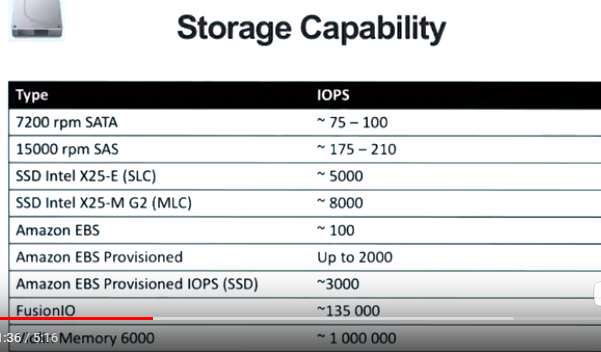 Storage Capability
Type IOPS
7200 rpm SATA ~ 75 – 100
15000 rpm SAS ~ 175 – 210
SSD Intel X25-E (SLC) ~ 5000
SSD Intel X25-M G2 (MLC) ~ 8000
Amazon EBS ~ 100
Amazon EBS Provisioned Up to 2000
Amazon EBS Provisioned IOPS (SSD) ~3000
FusionIO ~135 000
Memory 6000 ~ 1 000 000
1:36 / 5:16